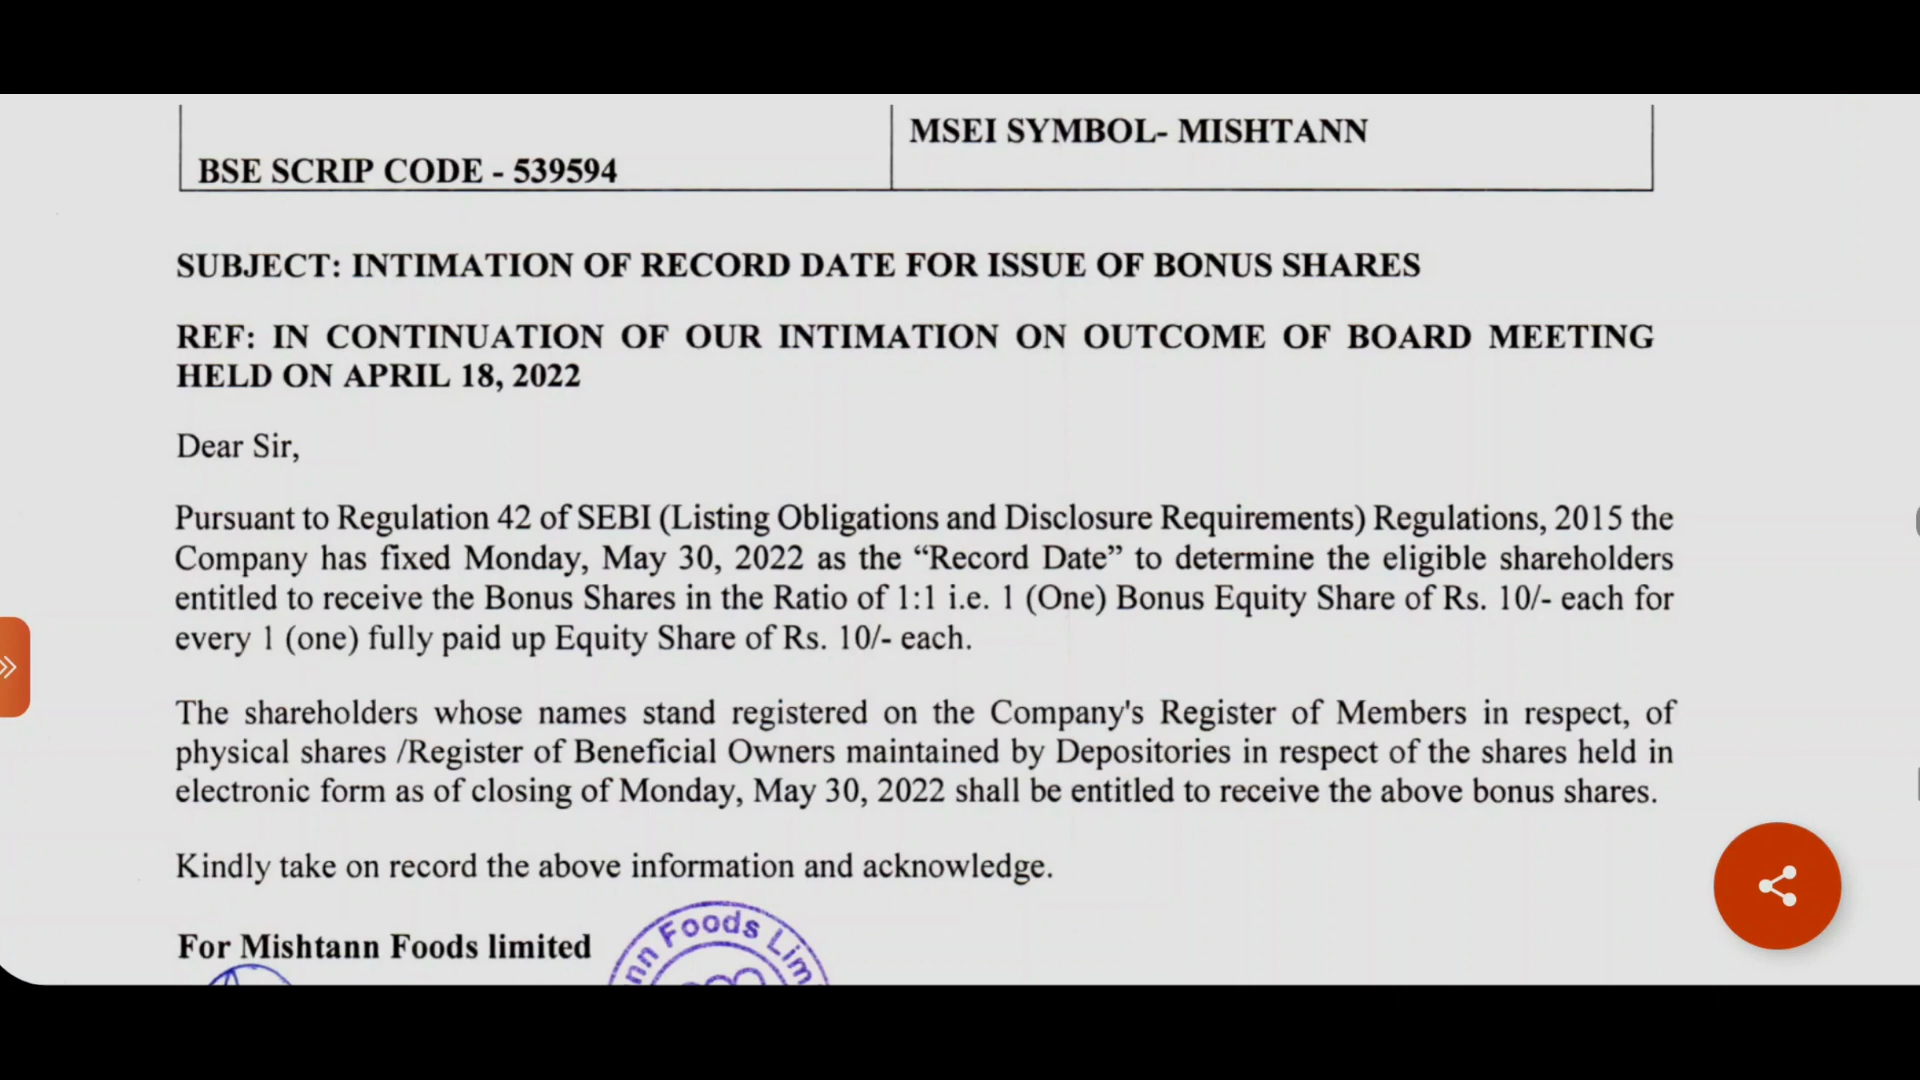 MSEI SYMBOL- MISHTANN
BSE SCRIP CODE - 539594
SUBJECT: INTIMATION OF RECORD DATE FOR ISSUE OF BONUS SHARES
REF: IN CONTINUATION OF OUR INTIMATION ON OUTCOME OF BOARD MEETING
HELD ON APRIL 18, 2022
Dear Sir,
Pursuant to Regulation 42 of SEBI (Listing Obligations and Disclosure Requirements) Regulations, 2015 the
Company has fixed Monday, May 30, 2022 as the “Record Date” to determine the eligible shareholders
entitled to receive the Bonus Shares in the Ratio of 1:1 i.e. 1 (One) Bonus Equity Share of Rs. 10/- each for
every 1 (one) fully paid up Equity Share of Rs. 10/- each.
The shareholders whose names stand registered on the Company's Register of Members in respect, of
physical shares /Register of Beneficial Owners maintained by Depositories in respect of the shares held in
electronic form as of closing of Monday, May 30, 2022 shall be entitled to receive the above bonus shares.
Kindly take on record the above information and acknowledge.
For Mishtann Foods limited
Foods